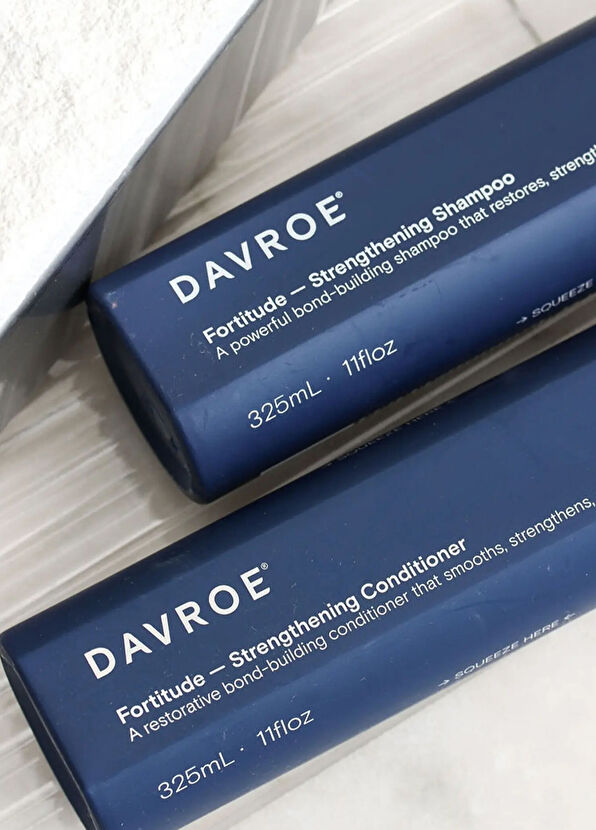 DAVROE®
Fortitude — Strengthening Shampoo
A powerful bond-building shampoo that restores,
325mL · 11floz
→ SQUEEZE
DAVROE®
Fortitude — Strengthening Conditioner
A restorative bond-building conditioner that smooths, strengthens,
325mL · 11floz
→ SQUEEZE HERE ←